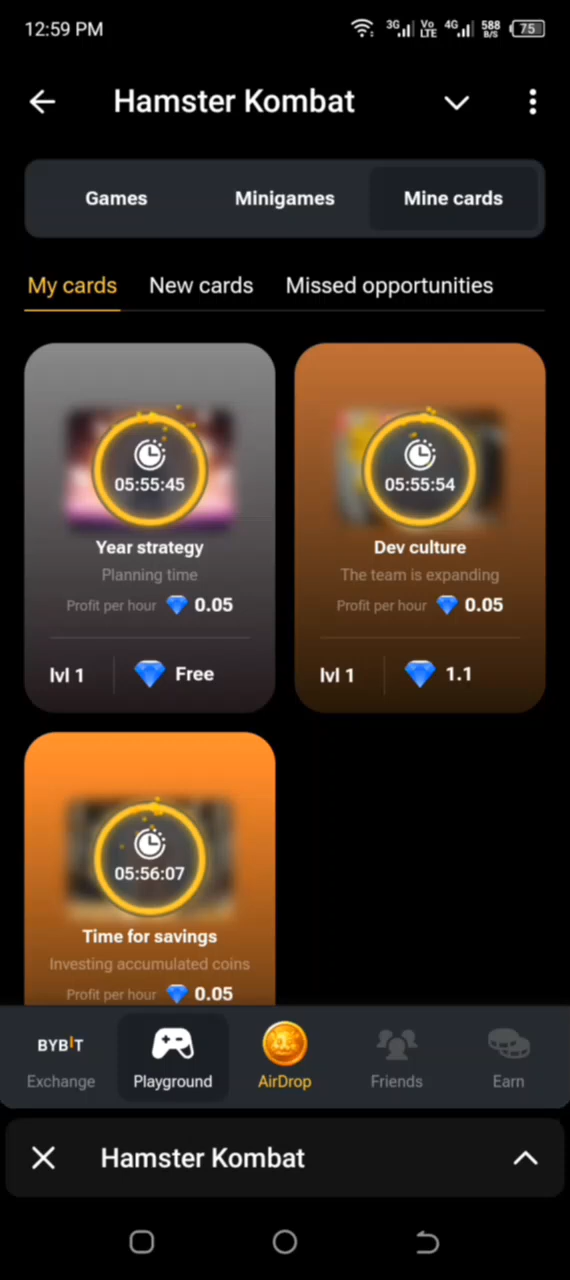 12:59 PM 3G Vo LTE 4G 588 B/S 75
Hamster Kombat
Games Minigames Mine cards
My cards New cards Missed opportunities
05:55:45
Year strategy
Planning time
Profit per hour 0.05
lvl 1 Free
05:55:54
Dev culture
The team is expanding
Profit per hour 0.05
lvl 1 1.1
05:56:07
Time for savings
Investing accumulated coins
Profit per hour 0.05
BYBIT
Exchange Playground AirDrop Friends Earn
Hamster Kombat